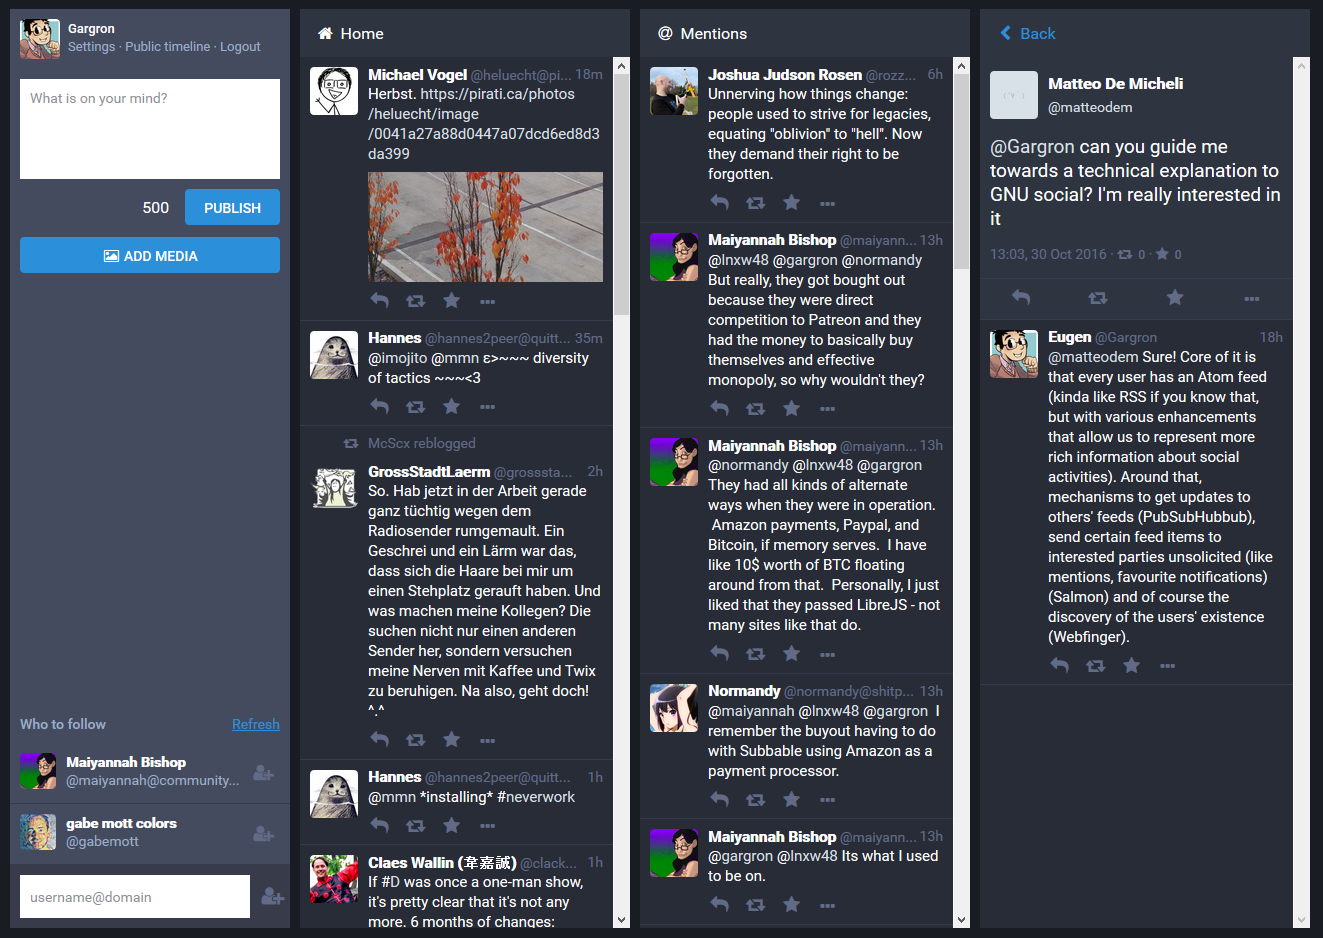 Gargron
Settings · Public timeline · Logout
What is on your mind?
500
PUBLISH
ADD MEDIA
Who to follow
Refresh
Maiyannah Bishop
@maiyannah@community...
gabe mott colors
@gabemott
username@domain
Home
Michael Vogel @heluecht@pi... 18m
Herbst. https://pirati.ca/photos
/heluecht/image
/0041a27a88d0447a07dcd6ed8d3
da399
Hannes @hannes2peer@quitt... 35m
@imojito @mmn ε>~~~ diversity
of tactics ~~~<3
McScx reblogged
GrossStadtLaerm @grosssta... 2h
So. Hab jetzt in der Arbeit gerade
ganz tüchtig wegen dem
Radiosender rumgemault. Ein
Geschrei und ein Lärm war das,
dass sich die Haare bei mir um
einen Stehplatz gerauft haben. Und
was machen meine Kollegen? Die
suchen nicht nur einen anderen
Sender her, sondern versuchen
meine Nerven mit Kaffee und Twix
zu beruhigen. Na also, geht doch!
^.^
Hannes @hannes2peer@quitt... 1h
@mmn *installing* #neverwork
Claes Wallin (韋嘉誠) @clack... 1h
If #D was once a one-man show,
it's pretty clear that it's not any
more. 6 months of changes:
Mentions
Joshua Judson Rosen @rozz... 6h
Unnerving how things change:
people used to strive for legacies,
equating "oblivion" to "hell". Now
they demand their right to be
forgotten.
Maiyannah Bishop @maiyann... 13h
@lnxw48 @gargron @normandy
But really, they got bought out
because they were direct
competition to Patreon and they
had the money to basically buy
themselves and effective
monopoly, so why wouldn't they?
Maiyannah Bishop @maiyann... 13h
@normandy @lnxw48 @gargron
They had all kinds of alternate
ways when they were in operation.
Amazon payments, Paypal, and
Bitcoin, if memory serves.  I have
like 10$ worth of BTC floating
around from that.  Personally, I just
liked that they passed LibreJS - not
many sites like that do.
Normandy @normandy@shitp... 13h
@maiyannah @lnxw48 @gargron  I
remember the buyout having to do
with Subbable using Amazon as a
payment processor.
Maiyannah Bishop @maiyann... 13h
@gargron @lnxw48 Its what I used
to be on.
Back
Matteo De Micheli
@matteodem
@Gargron can you guide me
towards a technical explanation to
GNU social? I'm really interested in
it
13:03, 30 Oct 2016 · 0 · 0
Eugen @Gargron 18h
@matteodem Sure! Core of it is
that every user has an Atom feed
(kinda like RSS if you know that,
but with various enhancements
that allow us to represent more
rich information about social
activities). Around that,
mechanisms to get updates to
others' feeds (PubSubHubbub),
send certain feed items to
interested parties unsolicited (like
mentions, favourite notifications)
(Salmon) and of course the
discovery of the users' existence
(Webfinger).